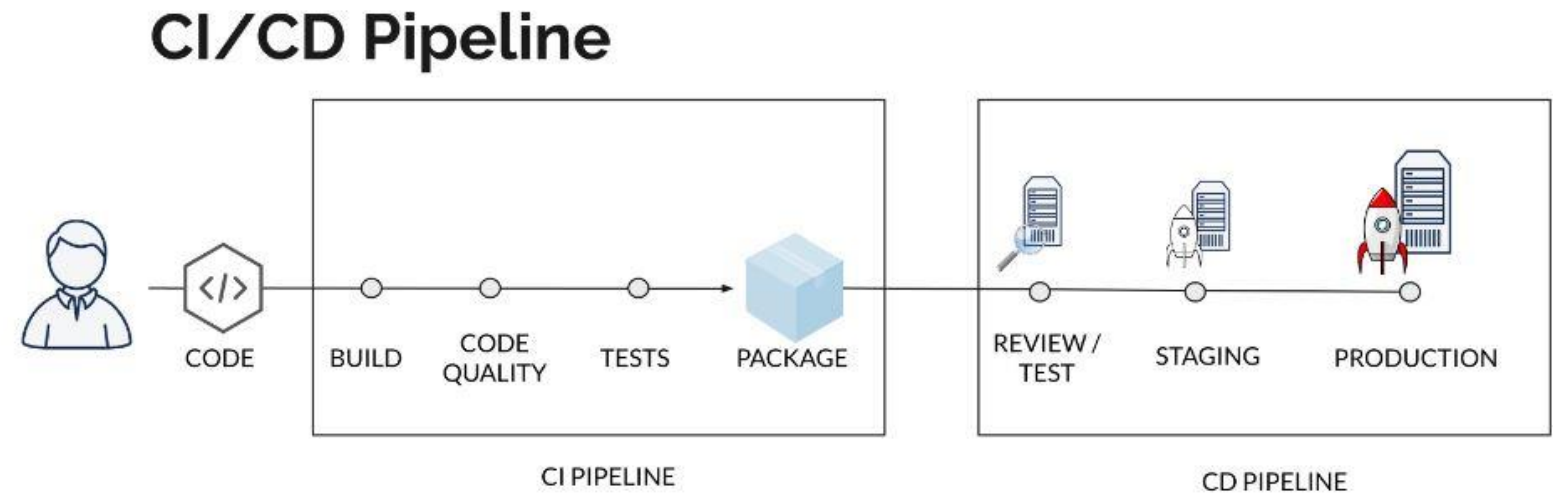 CI/CD Pipeline
</>
CODE
BUILD
CODE
QUALITY
TESTS
PACKAGE
REVIEW /
TEST
STAGING
PRODUCTION
CI PIPELINE
CD PIPELINE